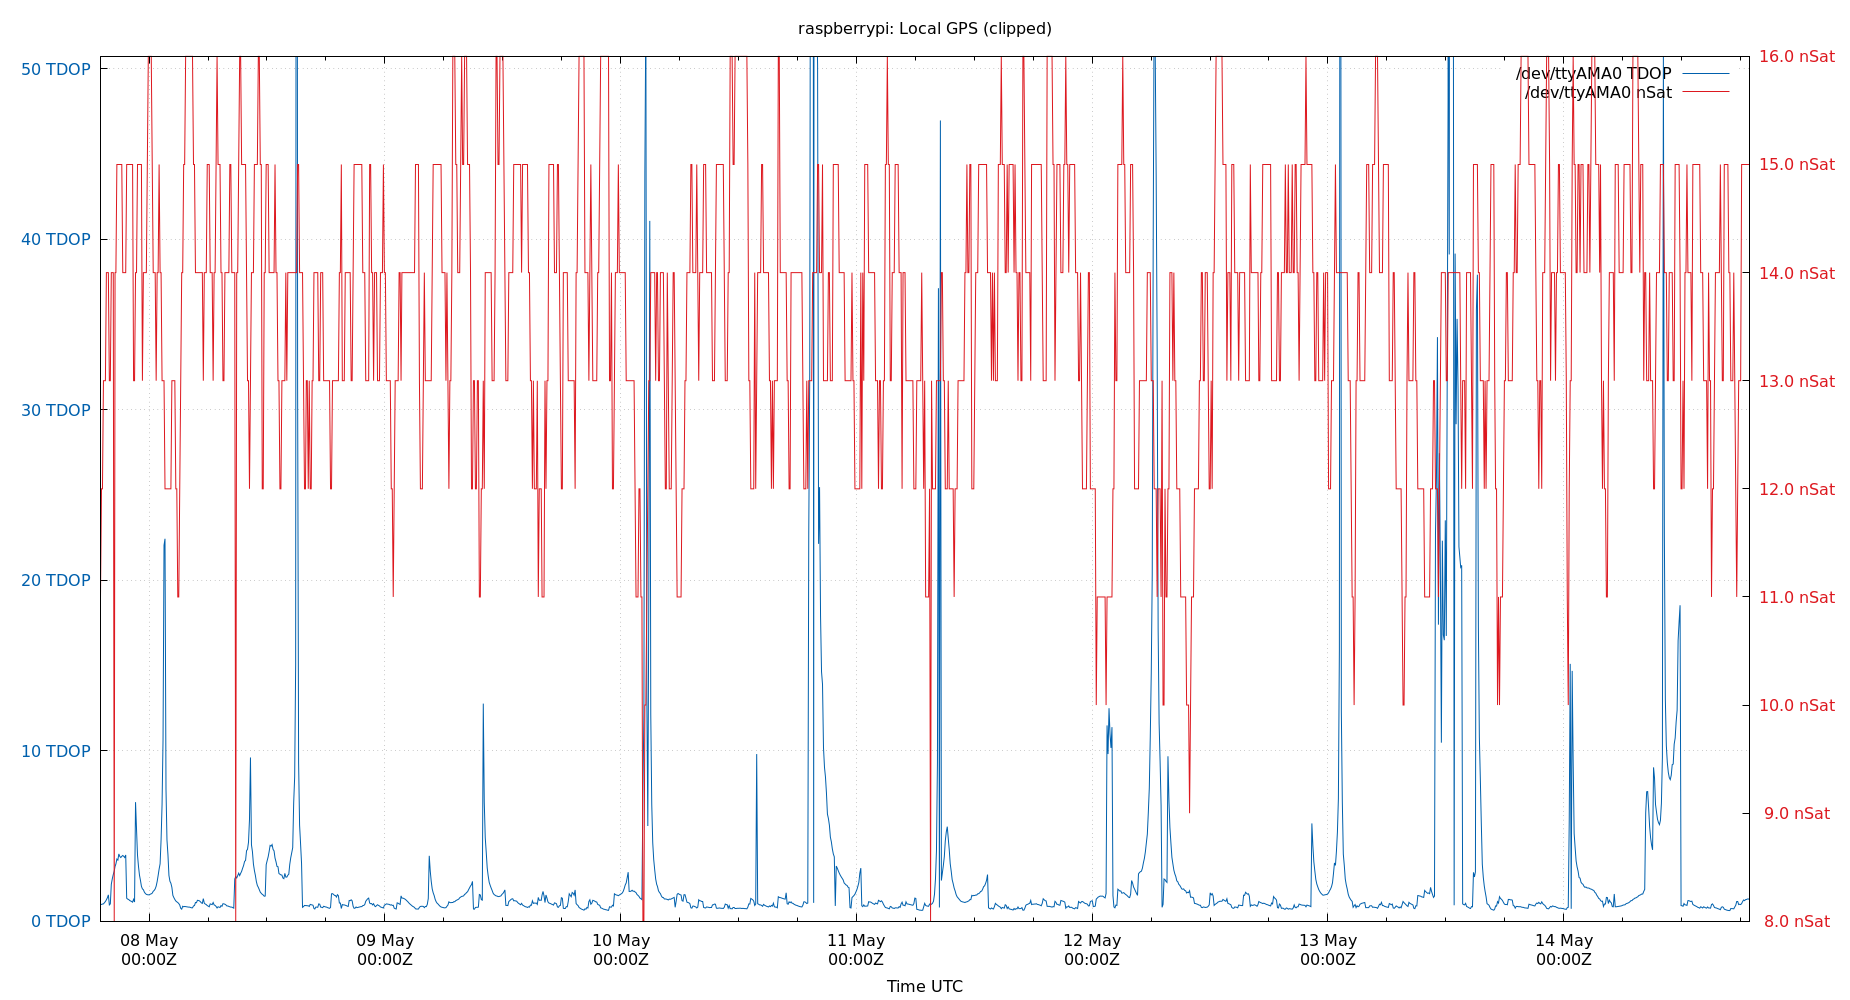 raspberrypi: Local GPS (clipped)
50 TDOP
40 TDOP
30 TDOP
20 TDOP
10 TDOP
0 TDOP
16.0 nSat
15.0 nSat
14.0 nSat
13.0 nSat
12.0 nSat
11.0 nSat
10.0 nSat
9.0 nSat
8.0 nSat
/dev/ttyAMA0 TDOP
/dev/ttyAMA0 nSat
08 May
00:00Z
09 May
00:00Z
10 May
00:00Z
11 May
00:00Z
12 May
00:00Z
13 May
00:00Z
14 May
00:00Z
Time UTC